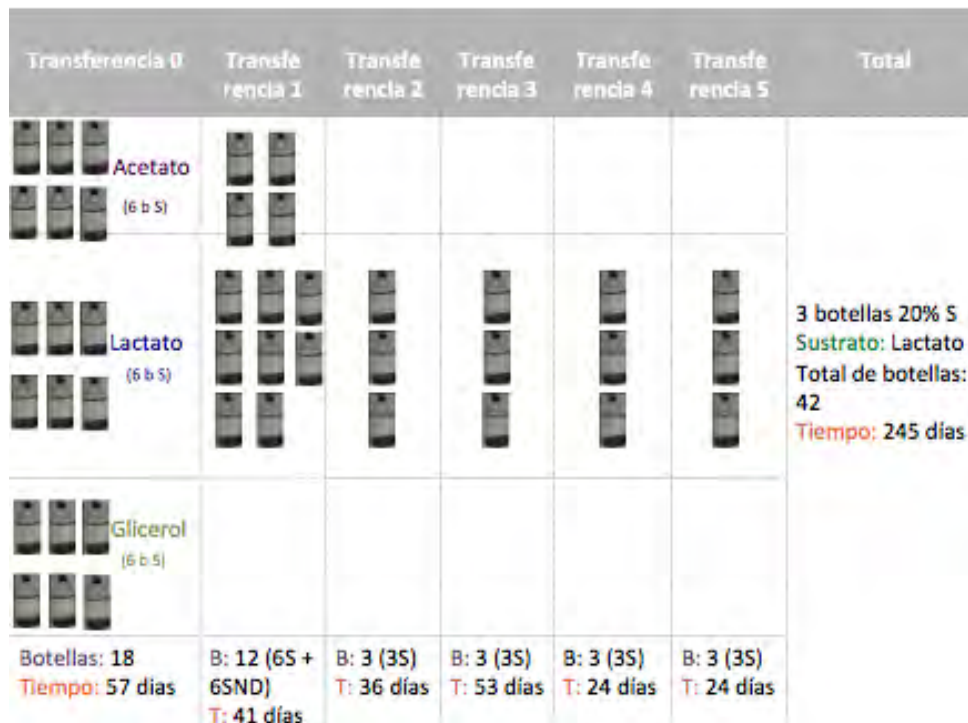 Transferencia 0
Transfe
rencia 1
Transfe
rencia 2
Transfe
rencia 3
Transfe
rencia 4
Transfe
rencia 5
Total
Acetato
(6 b S)
Lactato
(6 b S)
3 botellas 20% S
Sustrato: Lactato
Total de botellas:
42
Tiempo: 245 días
Glicerol
(6 b S)
Botellas: 18
Tiempo: 57 dias
B: 12 (6S +
6SND)
T: 41 días
B: 3 (3S)
T: 36 días
B: 3 (3S)
T: 53 días
B: 3 (3S)
T: 24 días
B: 3 (3S)
T: 24 días